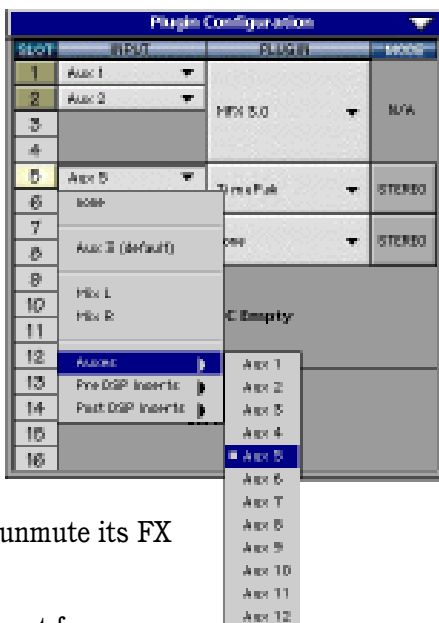 Plugin Configuration
SLOT INPUT PLUGIN MODE
1 Aux 1 MFX 3.0 N/A
2 Aux 2
3
4
5 Aux 5 STEREO
6 none
7 STEREO
8 (default)
9
10 Mix L
11 Mix R Empty
12 Auxes
13 Pre DSP Inserts
14 Post DSP Inserts
15
16
Aux 1
Aux 2
Aux 3
Aux 4
Aux 5
Aux 6
Aux 7
Aux 8
Aux 9
Aux 10
Aux 11
Aux 12
unmute its FX